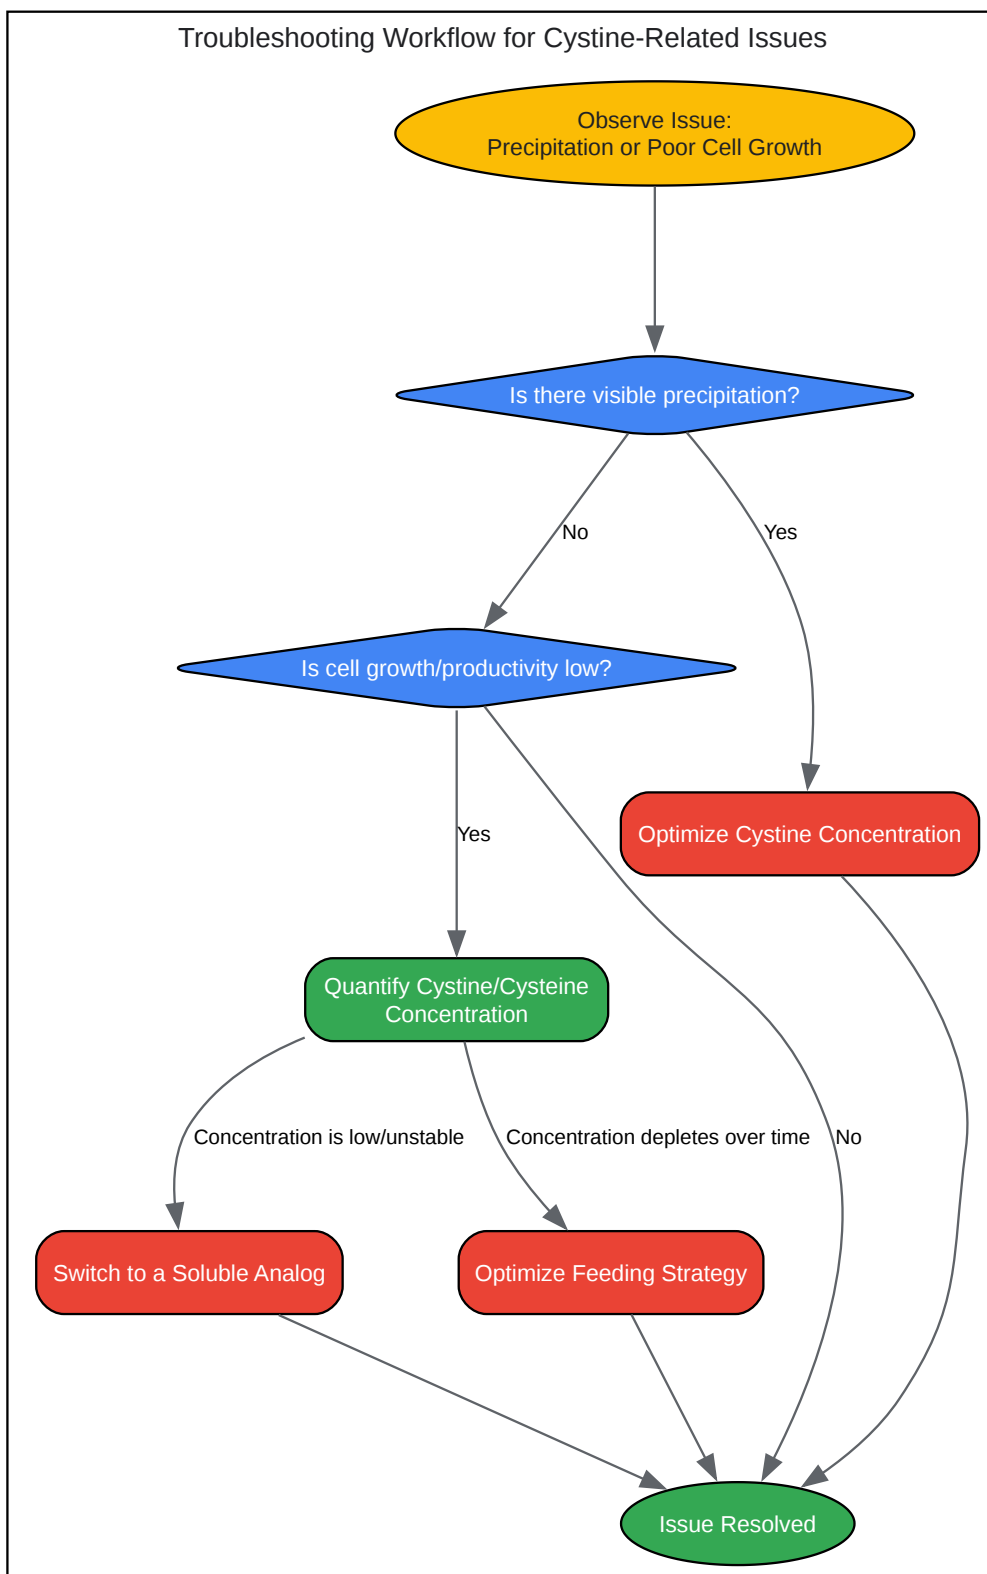 Troubleshooting Workflow for Cystine-Related Issues
Observe Issue:
Precipitation or Poor Cell Growth
Is there visible precipitation?
No
Yes
Is cell growth/productivity low?
Optimize Cystine Concentration
Yes
Quantify Cystine/Cysteine
Concentration
Concentration is low/unstable
Concentration depletes over time
No
Switch to a Soluble Analog
Optimize Feeding Strategy
Issue Resolved